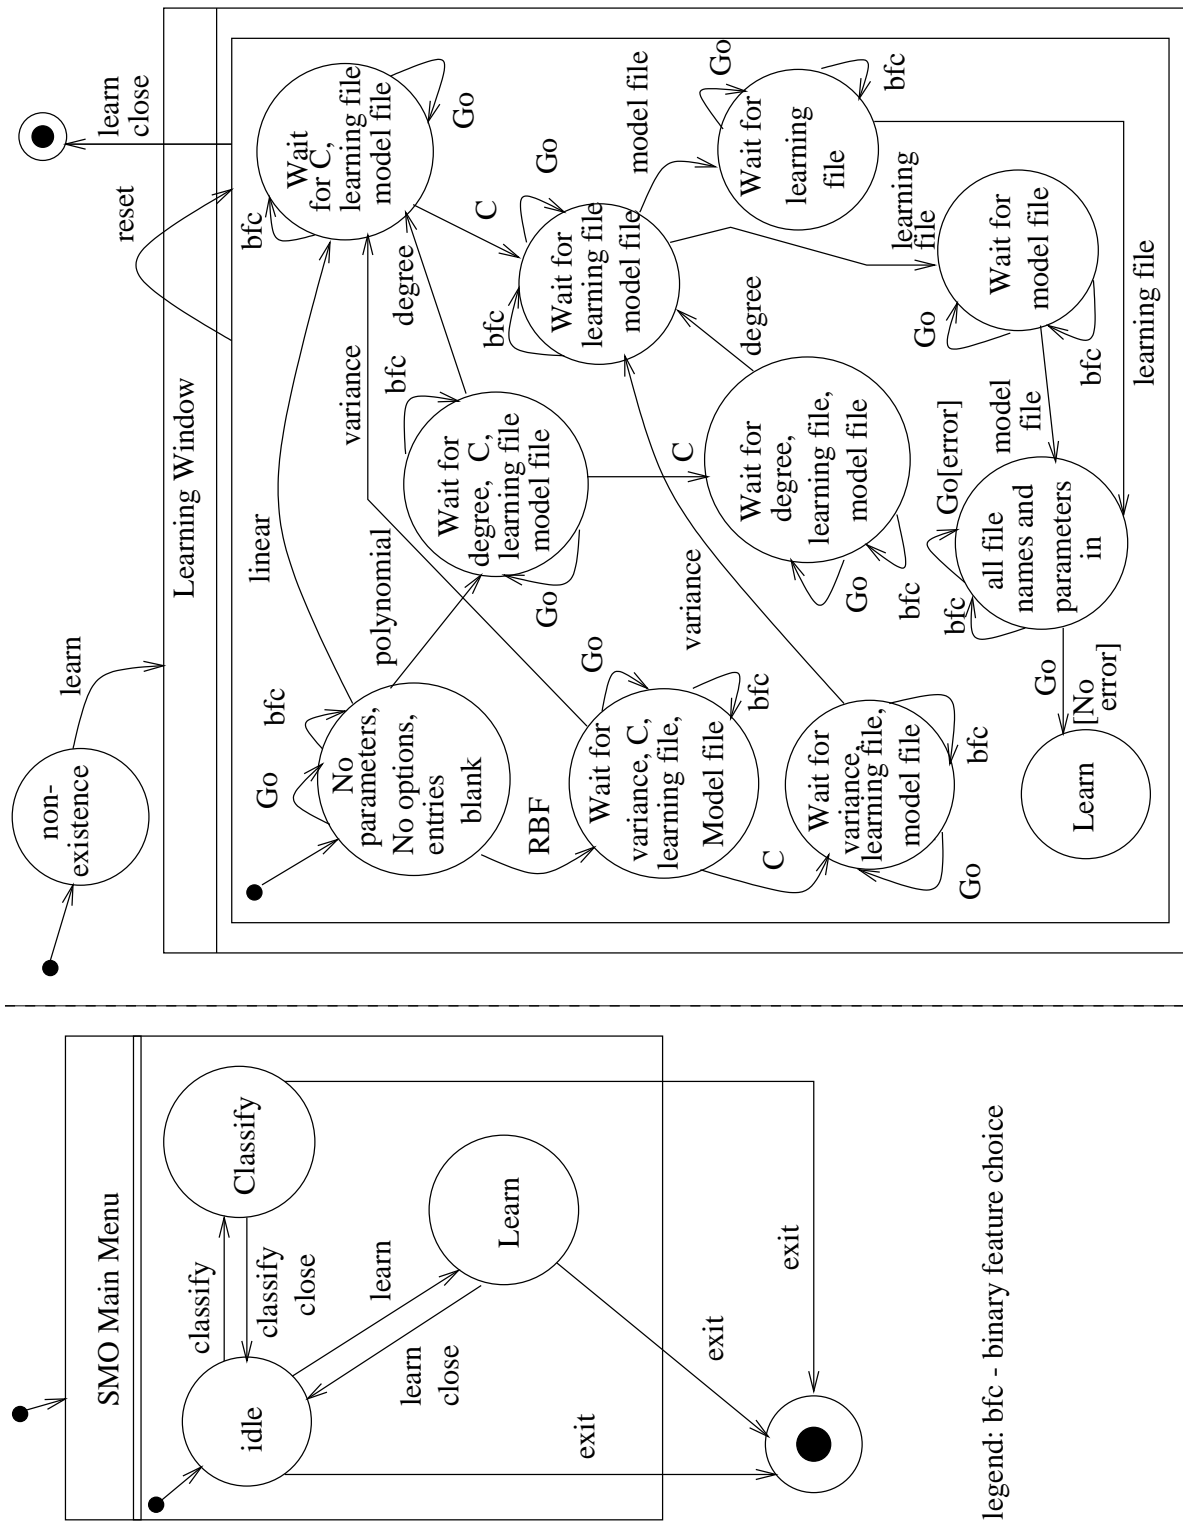 SMO Main Menu
idle
classify
classify
close
Classify
learn
learn
close
Learn
exit
exit
exit
legend: bfc - binary feature choice
non-
existence
learn
Learning Window
reset
learn
close
No
parameters,
No options,
entries
blank
Go
bfc
linear
polynomial
RBF
Wait
for C,
learning file
model file
bfc
Go
variance
degree
C
Wait for
degree, C,
learning file
model file
bfc
Go
C
Wait for
learning file
model file
bfc
Go
model file
learning
file
Wait for
degree,
learning file,
model file
degree
Go
bfc
bfc
Wait for
variance, C,
learning file,
Model file
Go
bfc
C
variance
Wait for
variance,
learning file,
model file
bfc
Go
Wait for
learning
file
Go
bfc
learning file
Wait for
model file
Go
bfc
model
file
all file
names and
parameters
in
bfc
Go[error]
Go
[No
error]
Learn